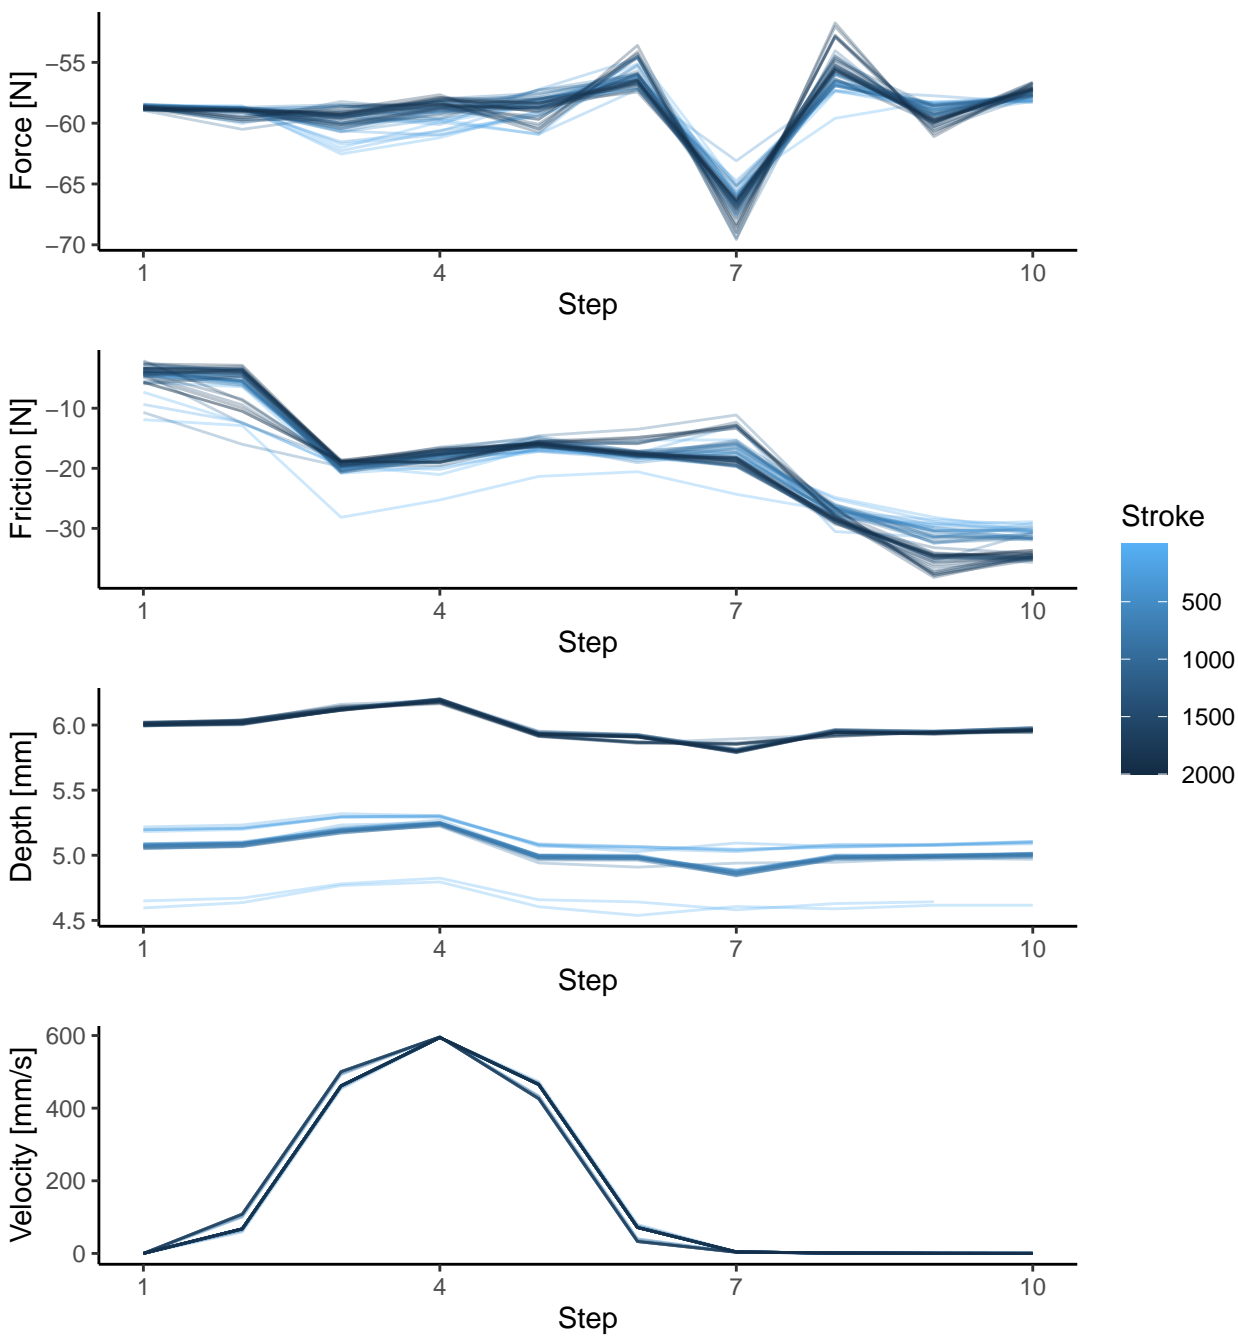 Force [N]
−55
−60
−65
−70
1 4 7 10
Step
Friction [N]
−10
−20
−30
1 4 7 10
Step
Depth [mm]
6.0
5.5
5.0
4.5
1 4 7 10
Step
Velocity [mm/s]
600
400
200
0
1 4 7 10
Step
Stroke
500
1000
1500
2000